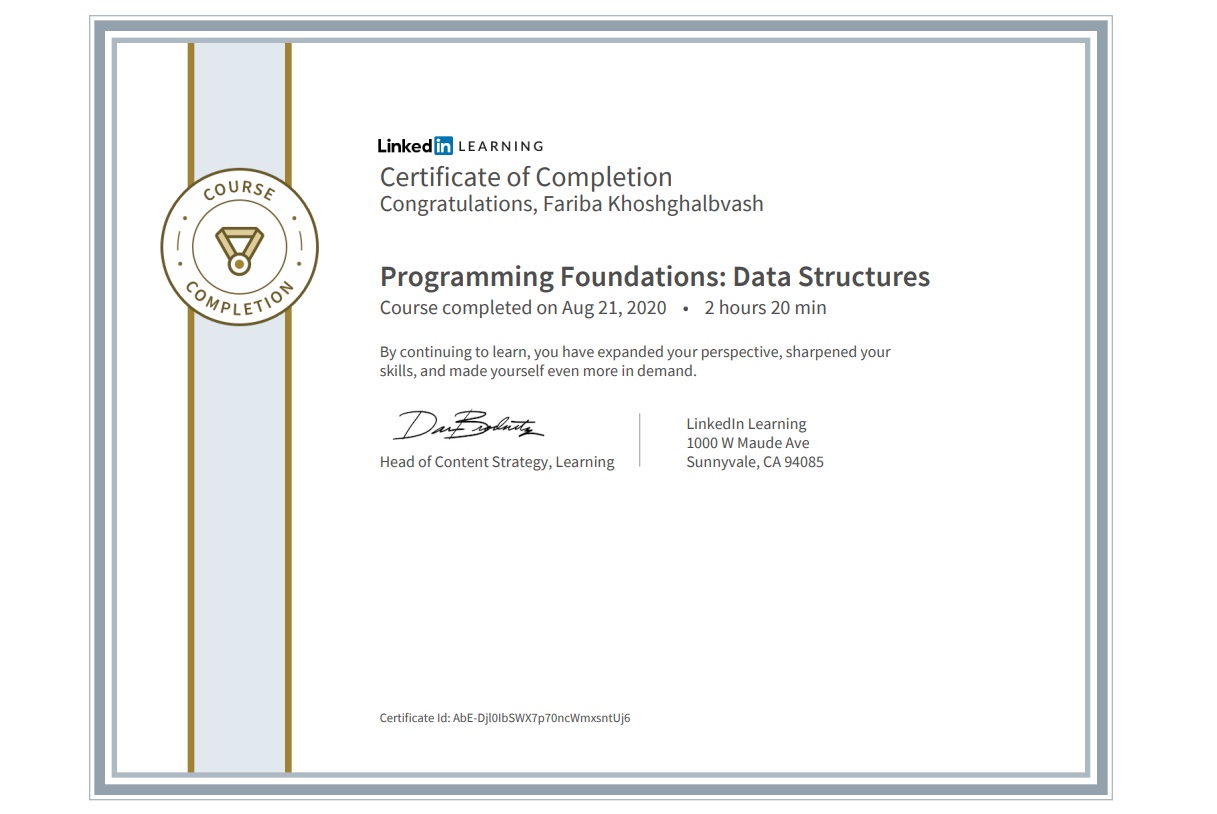 COURSE
COMPLETION
Linked in LEARNING
Certificate of Completion
Congratulations, Fariba Khoshghalbvash
Programming Foundations: Data Structures
Course completed on Aug 21, 2020 • 2 hours 20 min
By continuing to learn, you have expanded your perspective, sharpened your
skills, and made yourself even more in demand.
Head of Content Strategy, Learning
LinkedIn Learning
1000 W Maude Ave
Sunnyvale, CA 94085
Certificate Id: AbE-Djl0IbSWX7p70ncWmxsntUj6